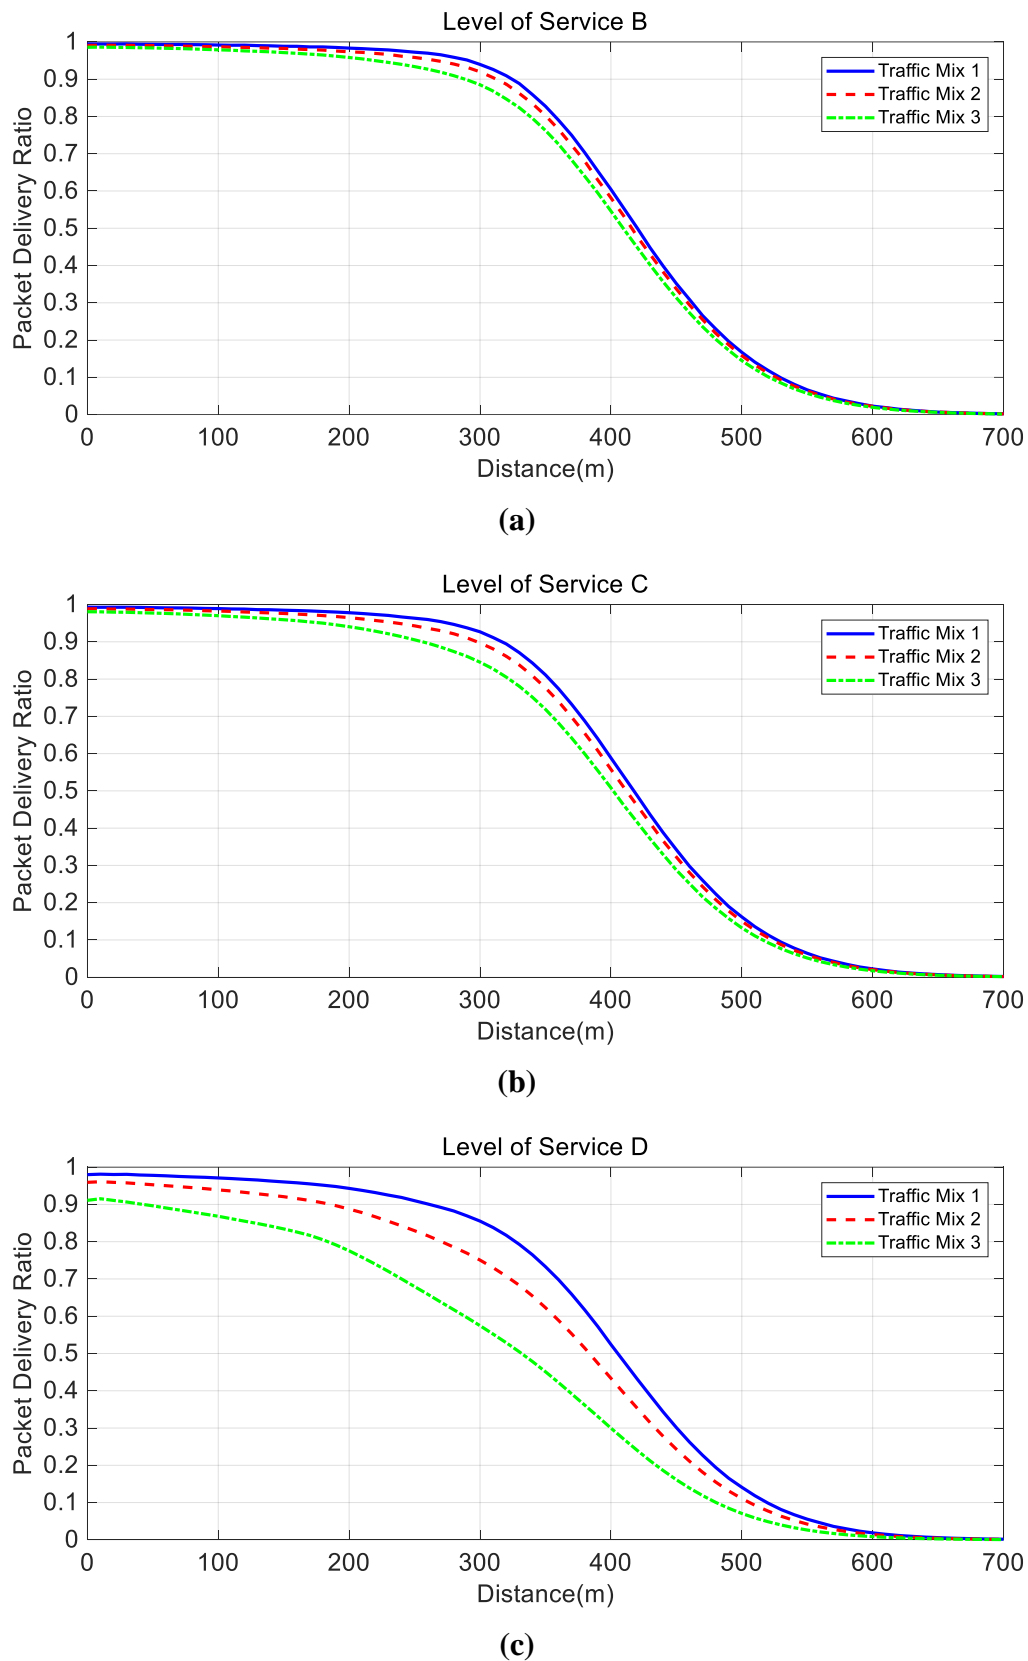 Level of Service B
1
0.9
0.8
0.7
0.6
0.5
0.4
0.3
0.2
0.1
0
Packet Delivery Ratio
Traffic Mix 1
Traffic Mix 2
Traffic Mix 3
0 100 200 300 400 500 600 700
Distance(m)
(a)
Level of Service C
1
0.9
0.8
0.7
0.6
0.5
0.4
0.3
0.2
0.1
0
Packet Delivery Ratio
Traffic Mix 1
Traffic Mix 2
Traffic Mix 3
0 100 200 300 400 500 600 700
Distance(m)
(b)
Level of Service D
1
0.9
0.8
0.7
0.6
0.5
0.4
0.3
0.2
0.1
0
Packet Delivery Ratio
Traffic Mix 1
Traffic Mix 2
Traffic Mix 3
0 100 200 300 400 500 600 700
Distance(m)
(c)